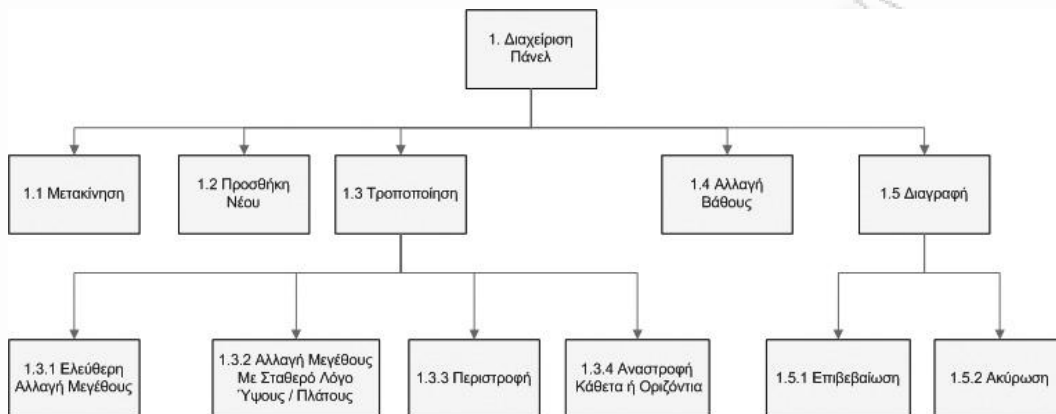 1. Διαχείριση
Πάνελ
1.1 Μετακίνηση
1.2 Προσθήκη
Νέου
1.3 Τροποποίηση
1.4 Αλλαγή
Βάθους
1.5 Διαγραφή
1.3.1 Ελεύθερη
Αλλαγή Μεγέθους
1.3.2 Αλλαγή Μεγέθους
Με Σταθερό Λόγο
Ύψους / Πλάτους
1.3.3 Περιστροφή
1.3.4 Αναστροφή
Κάθετα ή Οριζόντια
1.5.1 Επιβεβαίωση
1.5.2 Ακύρωση